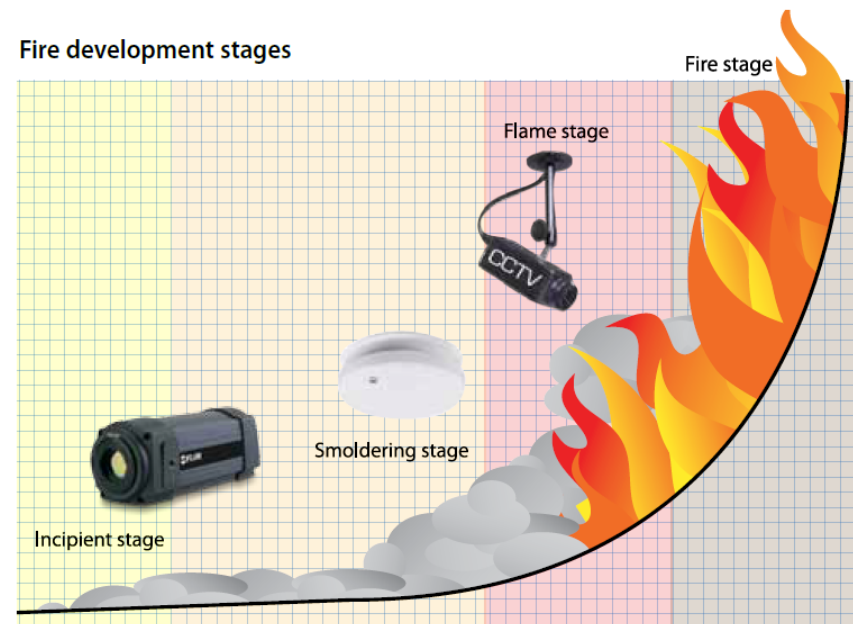 Fire development stages
Fire stage
Flame stage
CCTV
FLIR
Smoldering stage
Incipient stage